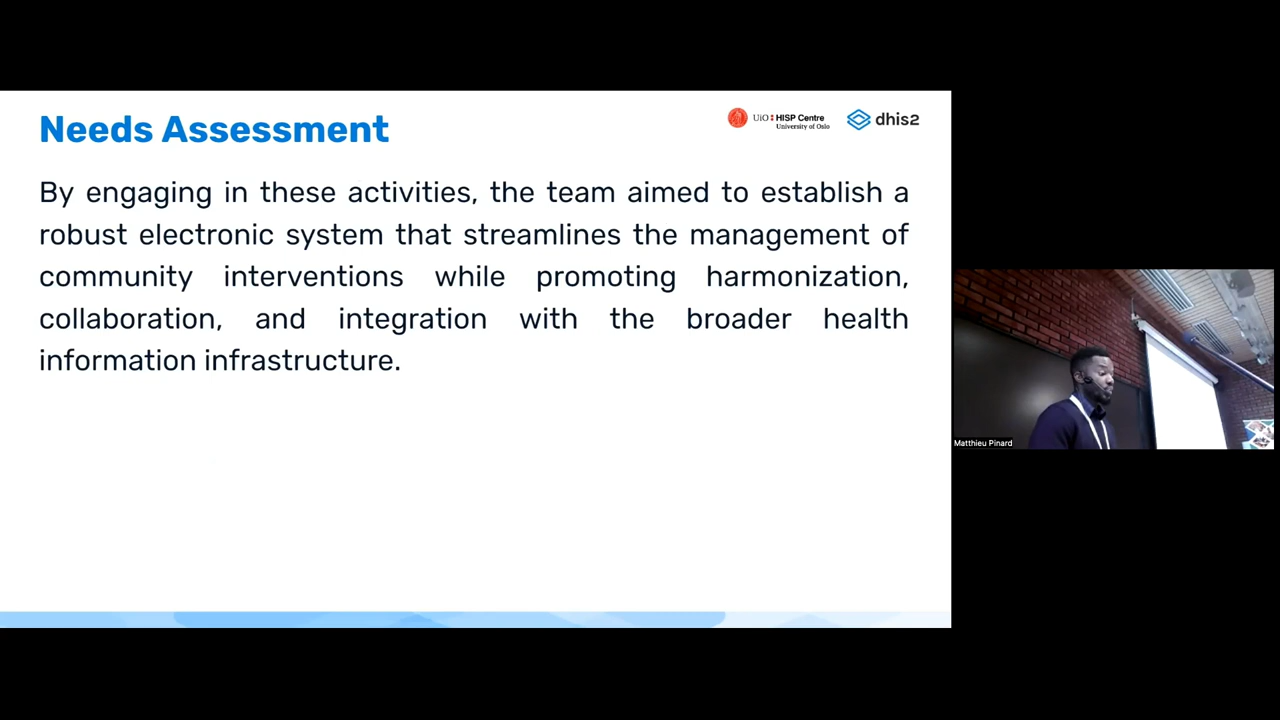 Needs Assessment
UiO HISP Centre
University of Oslo
dhis2
By engaging in these activities, the team aimed to establish a
robust electronic system that streamlines the management of
community interventions while promoting harmonization,
collaboration, and integration with the broader health
information infrastructure.
Matthieu Pinard